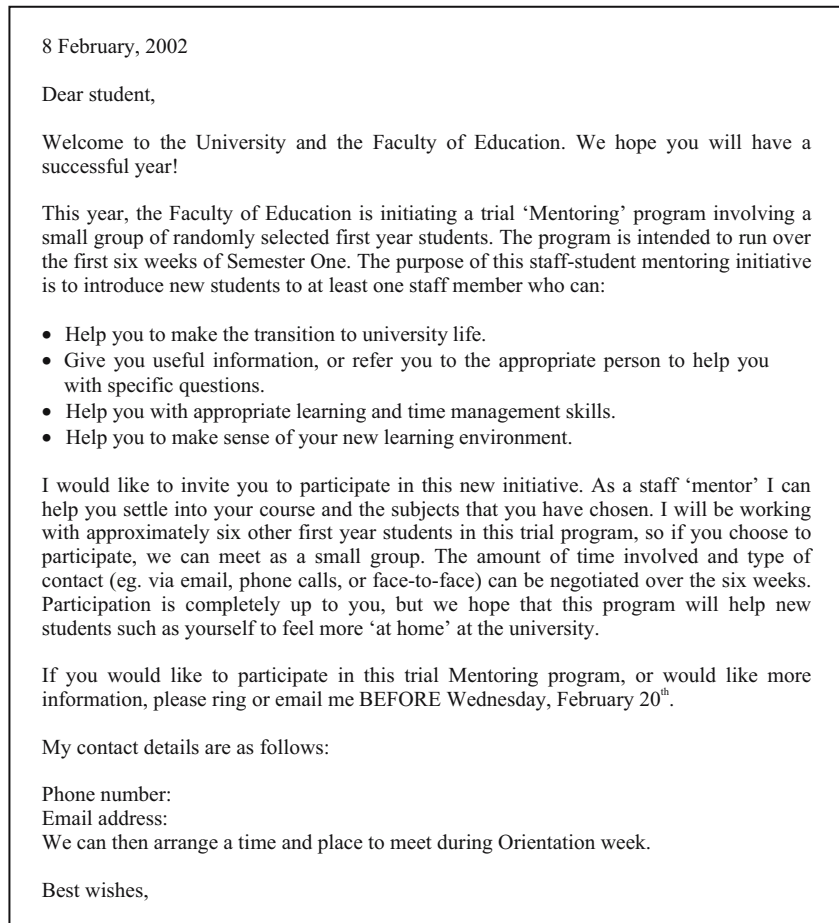 8 February, 2002
Dear student,
Welcome to the University and the Faculty of Education. We hope you will have a
successful year!
This year, the Faculty of Education is initiating a trial ‘Mentoring’ program involving a
small group of randomly selected first year students. The program is intended to run over
the first six weeks of Semester One. The purpose of this staff-student mentoring initiative
is to introduce new students to at least one staff member who can:
• Help you to make the transition to university life.
• Give you useful information, or refer you to the appropriate person to help you
with specific questions.
• Help you with appropriate learning and time management skills.
• Help you to make sense of your new learning environment.
I would like to invite you to participate in this new initiative. As a staff ‘mentor’ I can
help you settle into your course and the subjects that you have chosen. I will be working
with approximately six other first year students in this trial program, so if you choose to
participate, we can meet as a small group. The amount of time involved and type of
contact (eg. via email, phone calls, or face-to-face) can be negotiated over the six weeks.
Participation is completely up to you, but we hope that this program will help new
students such as yourself to feel more ‘at home’ at the university.
If you would like to participate in this trial Mentoring program, or would like more
information, please ring or email me BEFORE Wednesday, February 20th.
My contact details are as follows:
Phone number:
Email address:
We can then arrange a time and place to meet during Orientation week.
Best wishes,